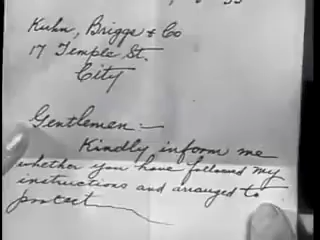 Kuhn, Briggs & Co
17 Temple St.
City
Gentlemen:—
Kindly inform me
whether you have followed my
instructions and arranged to
protect